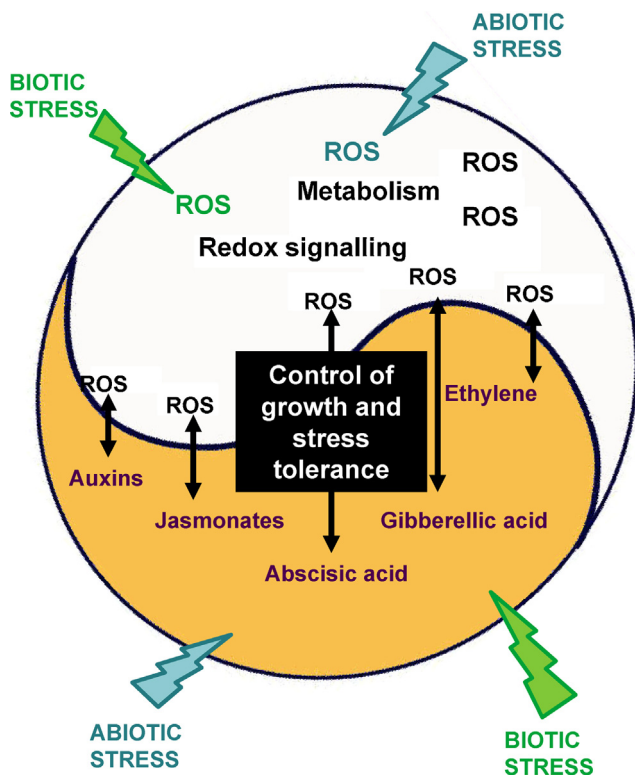 ABIOTIC
STRESS
BIOTIC
STRESS
ROS
ROS
ROS
Metabolism
ROS
Redox signalling
ROS
ROS
ROS
ROS
ROS
Control of
growth and
stress
tolerance
Ethylene
Auxins
Jasmonates
Gibberellic acid
Abscisic acid
ABIOTIC
STRESS
BIOTIC
STRESS